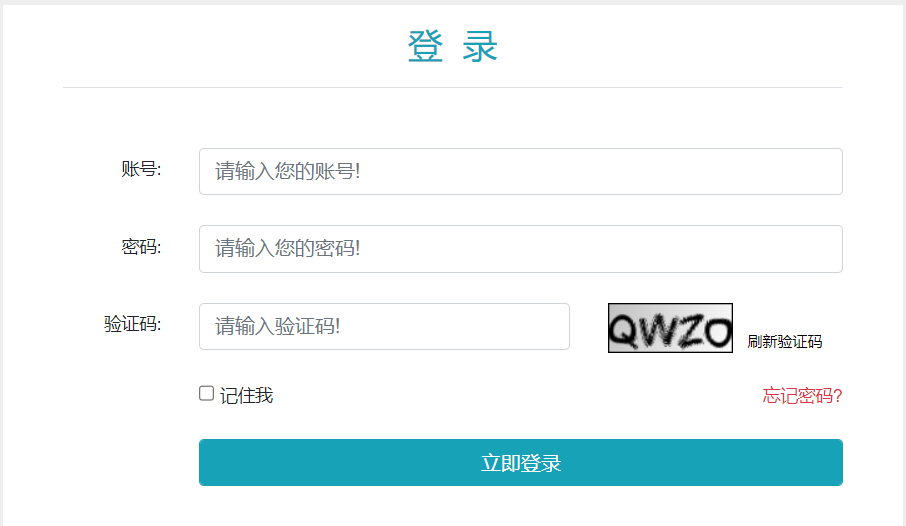 登 录
账号: 请输入您的账号!
密码: 请输入您的密码!
验证码: 请输入验证码! QWZO 刷新验证码
记住我 忘记密码?
立即登录